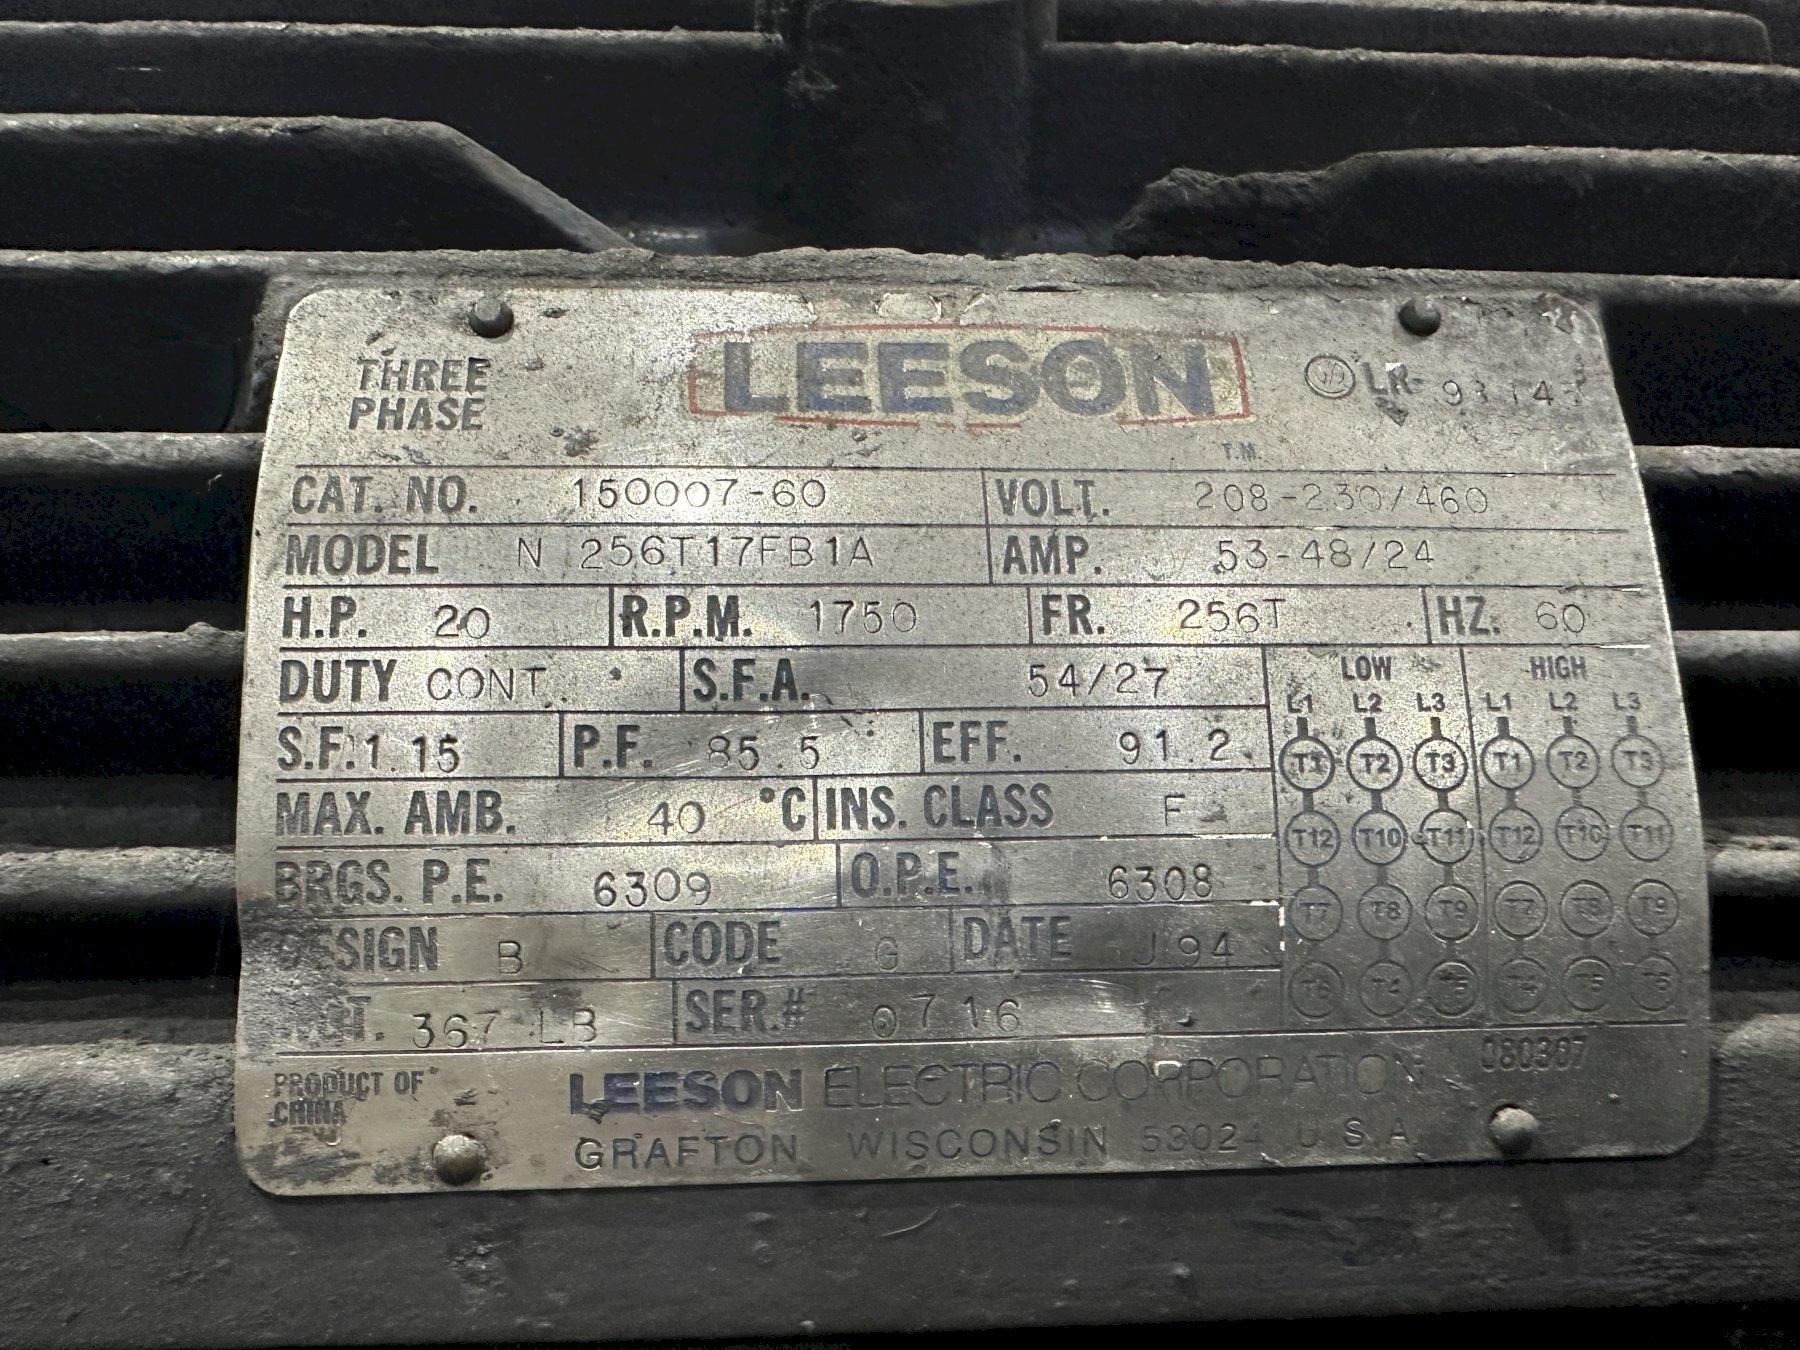 THREE PHASE
LEESON
T.M.
LR-
CAT. NO. 150007-60 VOLT. 208-230/460
MODEL N 256T17FB1A AMP. 53-48/24
H.P. 20 R.P.M. 1750 FR. 256T HZ. 60
DUTY CONT. S.F.A. 54/27
S.F. 1.15 P.F. 85.5 EFF. 91.2
MAX. AMB. 40 °C INS. CLASS F
BRGS. P.E. 6309 O.P.E. 6308
DESIGN B CODE G DATE J94
367 LB SER.# 0716
LOW HIGH
L1 L2 L3 L1 L2 L3
T1 T2 T3 T1 T2 T3
T12 T10 T11 T12 T10 T11
T7 T8 T9 T7 T8 T9
T6 T4 T5 T4 T5 T6
080387
PRODUCT OF CHINA
LEESON ELECTRIC CORPORATION
GRAFTON WISCONSIN 53024 U.S.A